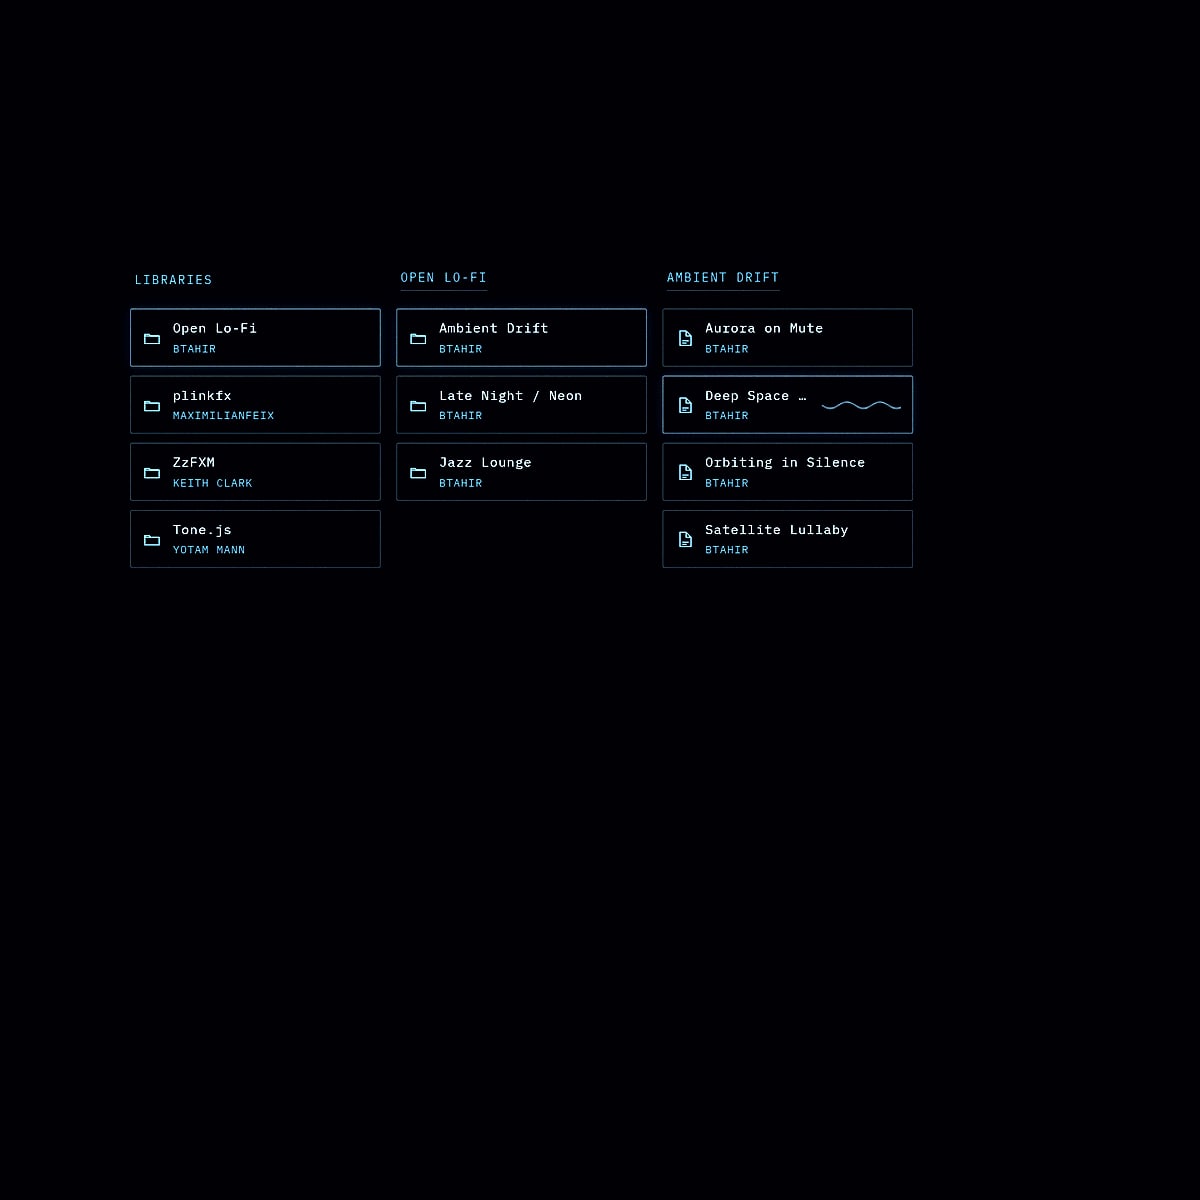 LIBRARIES
Open Lo-Fi
BTAHIR
plinkfx
MAXIMILIANFEIX
ZzFXM
KEITH CLARK
Tone.js
YOTAM MANN
OPEN LO-FI
Ambient Drift
BTAHIR
Late Night / Neon
BTAHIR
Jazz Lounge
BTAHIR
AMBIENT DRIFT
Aurora on Mute
BTAHIR
Deep Space …
BTAHIR
Orbiting in Silence
BTAHIR
Satellite Lullaby
BTAHIR